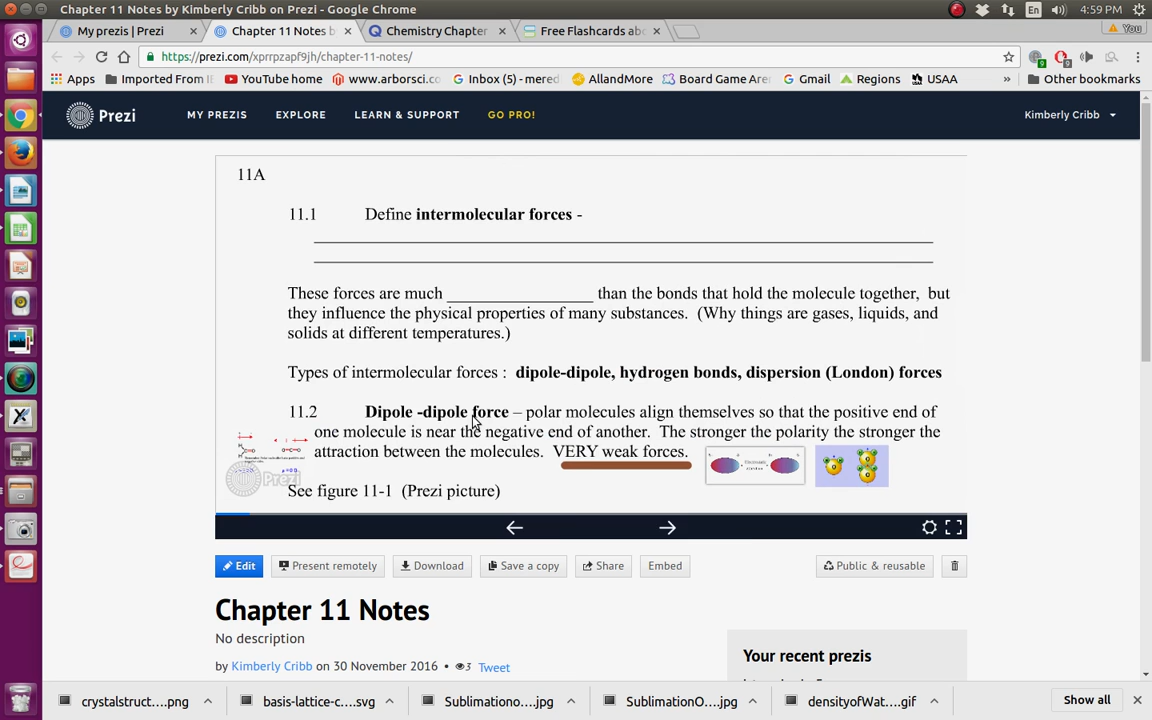 Chapter 11 Notes by Kimberly Cribb on Prezi - Google Chrome
En
4:59 PM
My prezis | Prezi
Chapter 11 Notes b
Chemistry Chapter
Free Flashcards abo
You
https://prezi.com/xprrpzapf9jh/chapter-11-notes/
Apps
Imported From I
YouTube home
www.arborsci.co
Inbox (5) - mered
AllandMore
Board Game Are
Gmail
Regions
USAA
»
Other bookmarks
Prezi
MY PREZIS
EXPLORE
LEARN & SUPPORT
GO PRO!
Kimberly Cribb
11A
11.1 Define intermolecular forces -
These forces are much ________________ than the bonds that hold the molecule together, but
they influence the physical properties of many substances. (Why things are gases, liquids, and
solids at different temperatures.)
Types of intermolecular forces : dipole-dipole, hydrogen bonds, dispersion (London) forces
11.2 Dipole -dipole force – polar molecules align themselves so that the positive end of
one molecule is near the negative end of another. The stronger the polarity the stronger the
attraction between the molecules. VERY weak forces.
Prezi
See figure 11-1 (Prezi picture)
Edit
Present remotely
Download
Save a copy
Share
Embed
Public & reusable
Chapter 11 Notes
No description
by Kimberly Cribb on 30 November 2016 • 3 Tweet
Your recent prezis
crystalstruct....png
basis-lattice-c....svg
Sublimationo....jpg
SublimationO....jpg
densityofWat....gif
Show all